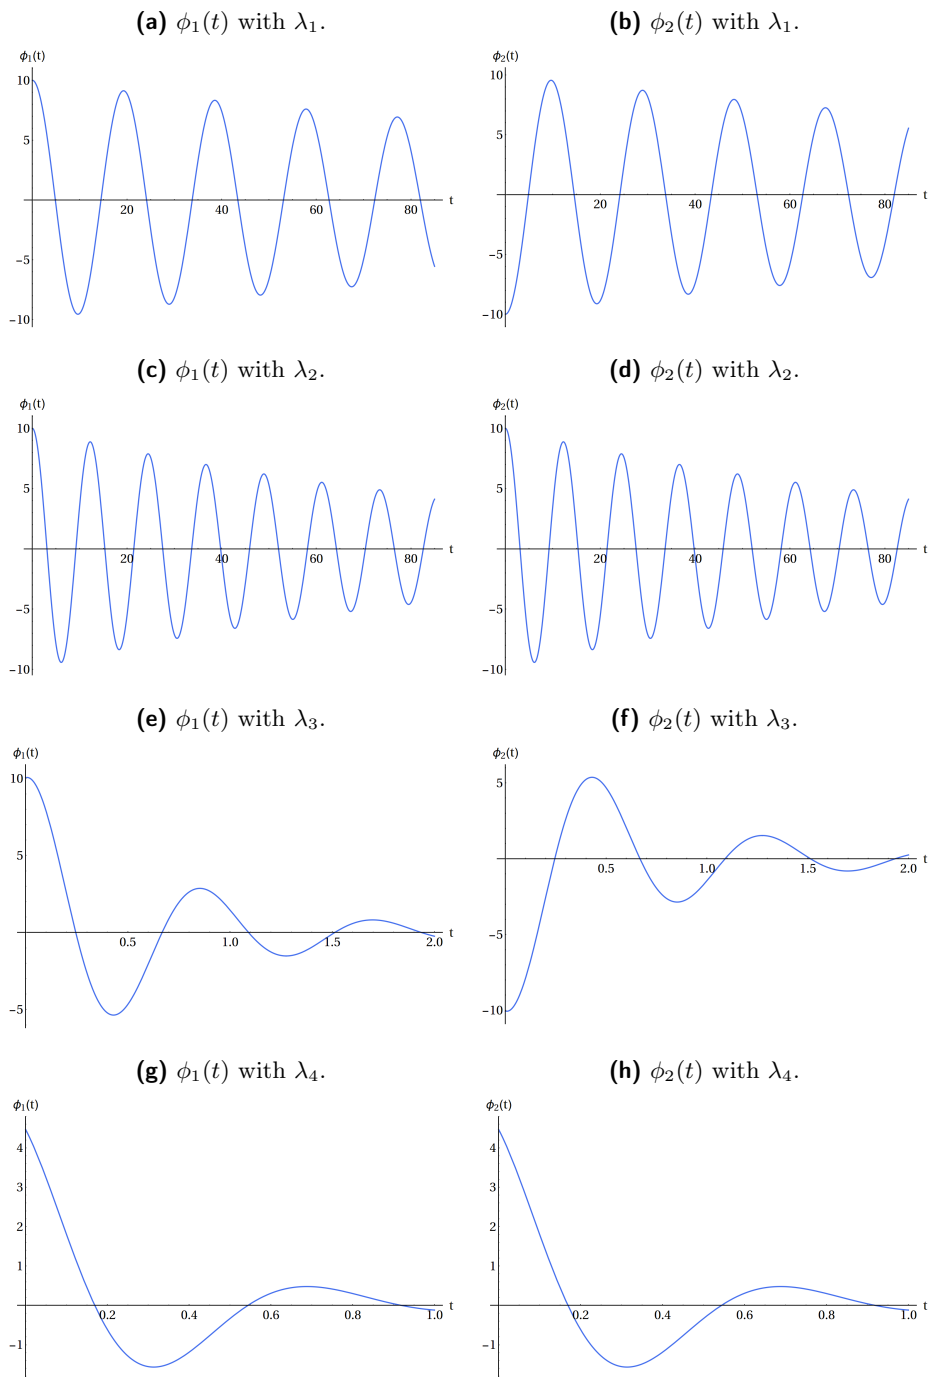 (a) ϕ₁(t) with λ₁.
ϕ₁(t)
10
5
−5
−10
20 40 60 80 t
(b) ϕ₂(t) with λ₁.
ϕ₂(t)
10
5
−5
−10
20 40 60 80 t
(c) ϕ₁(t) with λ₂.
ϕ₁(t)
10
5
−5
−10
20 40 60 80 t
(d) ϕ₂(t) with λ₂.
ϕ₂(t)
10
5
−5
−10
20 40 60 80 t
(e) ϕ₁(t) with λ₃.
ϕ₁(t)
10
5
−5
0.5 1.0 1.5 2.0 t
(f) ϕ₂(t) with λ₃.
ϕ₂(t)
5
−5
−10
0.5 1.0 1.5 2.0 t
(g) ϕ₁(t) with λ₄.
ϕ₁(t)
4
3
2
1
−1
0.2 0.4 0.6 0.8 1.0 t
(h) ϕ₂(t) with λ₄.
ϕ₂(t)
4
3
2
1
−1
0.2 0.4 0.6 0.8 1.0 t